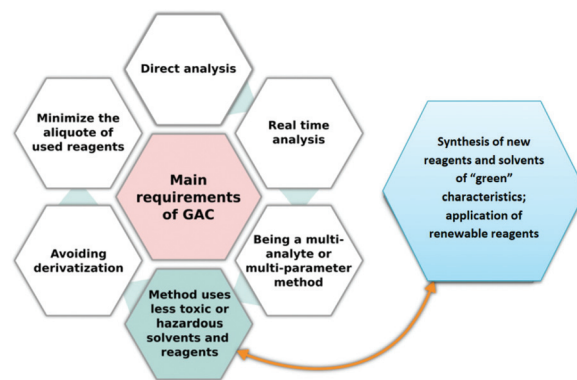 Direct analysis
Minimize the
aliquote of
used reagents
Real time
analysis
Main
requirements
of GAC
Avoiding
derivatization
Being a multi-
analyte or
multi-parameter
method
Method uses
less toxic or
hazardous
solvents and
reagents
Synthesis of new
reagents and solvents
of “green”
characteristics;
application of
renewable reagents